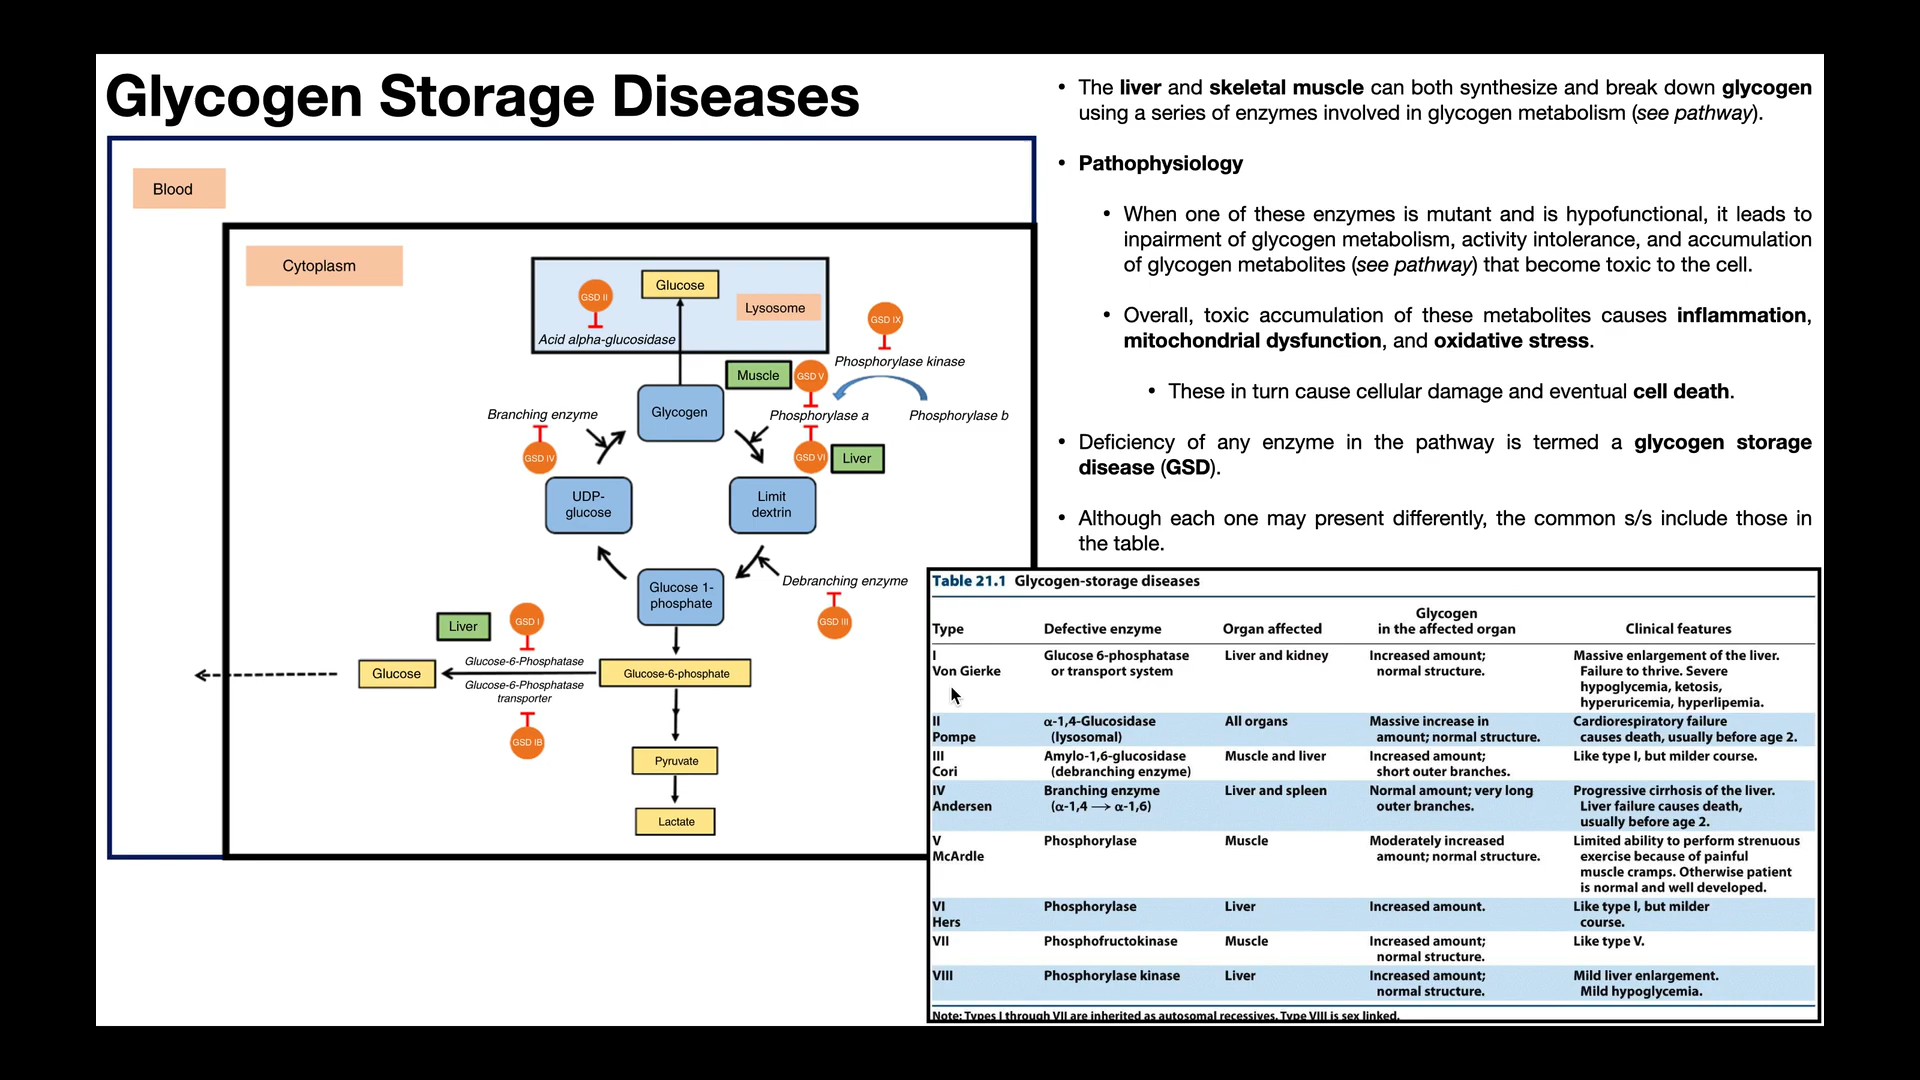 Glycogen Storage Diseases
Blood
Cytoplasm
GSD II
Glucose
Lysosome
Acid alpha-glucosidase
GSD IX
Phosphorylase kinase
Muscle
GSD V
Branching enzyme
Glycogen
Phosphorylase a
Phosphorylase b
GSD IV
GSD VI
Liver
UDP-
glucose
Limit
dextrin
Glucose 1-
phosphate
Debranching enzyme
GSD III
Liver
GSD I
Glucose-6-Phosphatase
Glucose
Glucose-6-phosphate
Glucose-6-Phosphatase
transporter
GSD IB
Pyruvate
Lactate
• The liver and skeletal muscle can both synthesize and break down glycogen
using a series of enzymes involved in glycogen metabolism (see pathway).
• Pathophysiology
• When one of these enzymes is mutant and is hypofunctional, it leads to
inpairment of glycogen metabolism, activity intolerance, and accumulation
of glycogen metabolites (see pathway) that become toxic to the cell.
• Overall, toxic accumulation of these metabolites causes inflammation,
mitochondrial dysfunction, and oxidative stress.
• These in turn cause cellular damage and eventual cell death.
• Deficiency of any enzyme in the pathway is termed a glycogen storage
disease (GSD).
• Although each one may present differently, the common s/s include those in
the table.
Table 21.1 Glycogen-storage diseases
Type Defective enzyme Organ affected Glycogen in the affected organ Clinical features
I Glucose 6-phosphatase Liver and kidney Increased amount; Massive enlargement of the liver.
Von Gierke or transport system normal structure. Failure to thrive. Severe
hypoglycemia, ketosis,
hyperuricemia, hyperlipemia.
II α-1,4-Glucosidase All organs Massive increase in Cardiorespiratory failure
Pompe (lysosomal) amount; normal structure. causes death, usually before age 2.
III Amylo-1,6-glucosidase Muscle and liver Increased amount; Like type I, but milder course.
Cori (debranching enzyme) short outer branches.
IV Branching enzyme Liver and spleen Normal amount; very long Progressive cirrhosis of the liver.
Andersen (α-1,4 ⟶ α-1,6) outer branches. Liver failure causes death,
usually before age 2.
V Phosphorylase Muscle Moderately increased Limited ability to perform strenuous
McArdle amount; normal structure. exercise because of painful
muscle cramps. Otherwise patient
is normal and well developed.
VI Phosphorylase Liver Increased amount. Like type I, but milder
Hers course.
VII Phosphofructokinase Muscle Increased amount; Like type V.
normal structure.
VIII Phosphorylase kinase Liver Increased amount; Mild liver enlargement.
normal structure. Mild hypoglycemia.
Note: Types I through VII are inherited as autosomal recessives. Type VIII is sex linked.